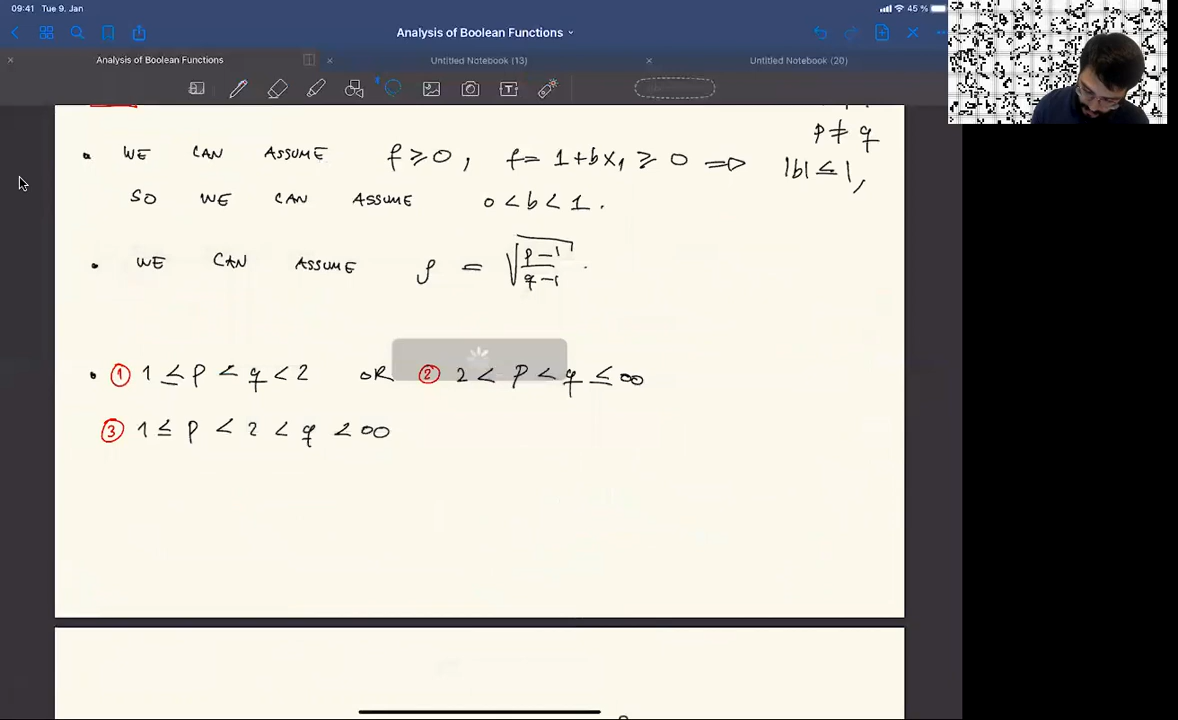 09:41 Tue 9. Jan
45 %
Analysis of Boolean Functions
Analysis of Boolean Functions
Untitled Notebook (13)
Untitled Notebook (20)
p ≠ q
• WE CAN ASSUME f ≥ 0, f = 1+bx₁ ≥ 0 ⇒ |b| ≤ 1,
SO WE CAN ASSUME 0 < b < 1.
• WE CAN ASSUME ρ = √((p-1)/(q-1)).
• ① 1 ≤ p < q < 2 OR ② 2 < p < q ≤ ∞
③ 1 ≤ p < 2 < q < ∞